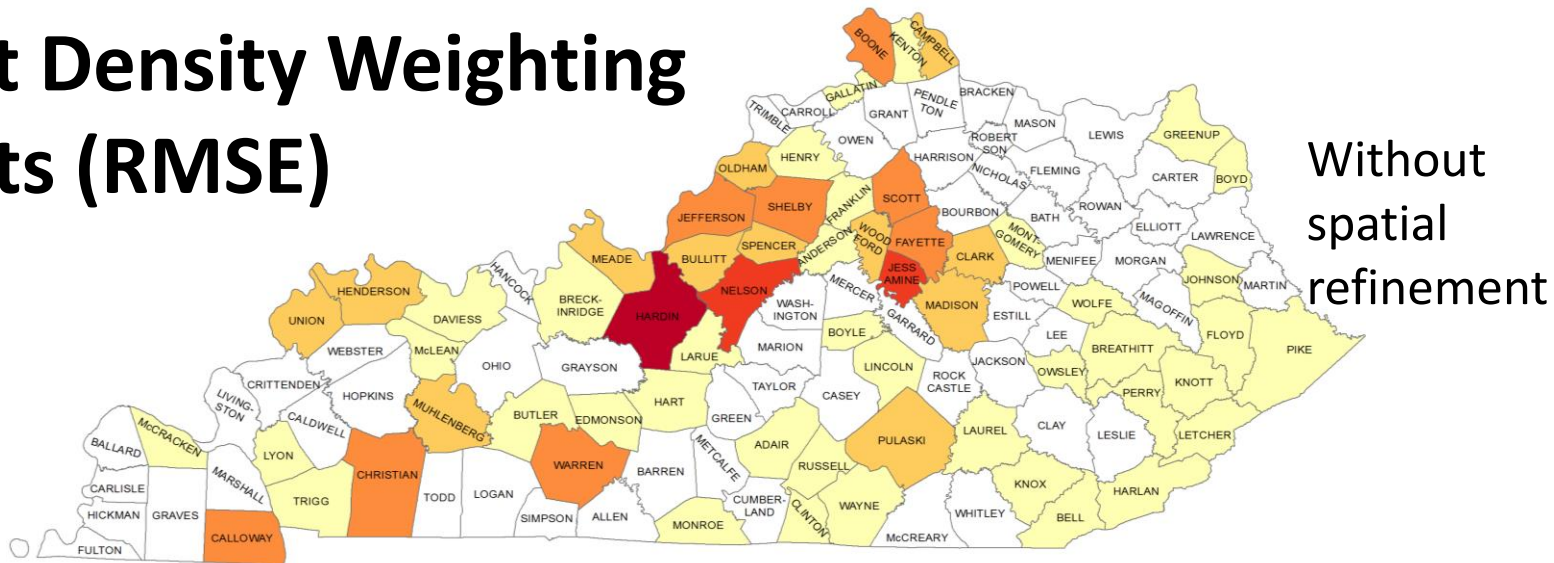 t Density Weighting
ts (RMSE)
Without
spatial
refinement
BOONE
KENTON
CAMPBELL
GALLATIN
PENDLE
TON
BRACKEN
TRIMBLE
CARROLL
GRANT
OWEN
ROBERT
SON
MASON
LEWIS
GREENUP
OLDHAM
HENRY
HARRISON
NICHOLAS
FLEMING
CARTER
BOYD
JEFFERSON
SHELBY
FRANKLIN
SCOTT
BOURBON
BATH
ROWAN
ELLIOTT
LAWRENCE
MEADE
BULLITT
SPENCER
ANDERSON
WOOD
FORD
FAYETTE
CLARK
MONT-
GOMERY
MENIFEE
MORGAN
JOHNSON
MARTIN
HANCOCK
BRECK-
INRIDGE
HARDIN
NELSON
WASH-
INGTON
MERCER
JESS
AMINE
GARRARD
MADISON
POWELL
ESTILL
WOLFE
MAGOFFIN
FLOYD
PIKE
HENDERSON
UNION
DAVIESS
WEBSTER
McLEAN
OHIO
GRAYSON
LARUE
MARION
BOYLE
LINCOLN
ROCK
CASTLE
JACKSON
LEE
OWSLEY
BREATHITT
PERRY
KNOTT
CRITTENDEN
LIVING-
STON
HOPKINS
CALDWELL
MUHLENBERG
BUTLER
EDMONSON
HART
GREEN
TAYLOR
CASEY
PULASKI
LAUREL
CLAY
LESLIE
LETCHER
BALLARD
McCRACKEN
LYON
CHRISTIAN
WARREN
BARREN
METCALFE
ADAIR
RUSSELL
KNOX
HARLAN
CARLISLE
MARSHALL
TRIGG
TODD
LOGAN
SIMPSON
ALLEN
MONROE
CUMBER-
LAND
CLINTON
WAYNE
McCREARY
WHITLEY
BELL
HICKMAN
GRAVES
CALLOWAY
FULTON